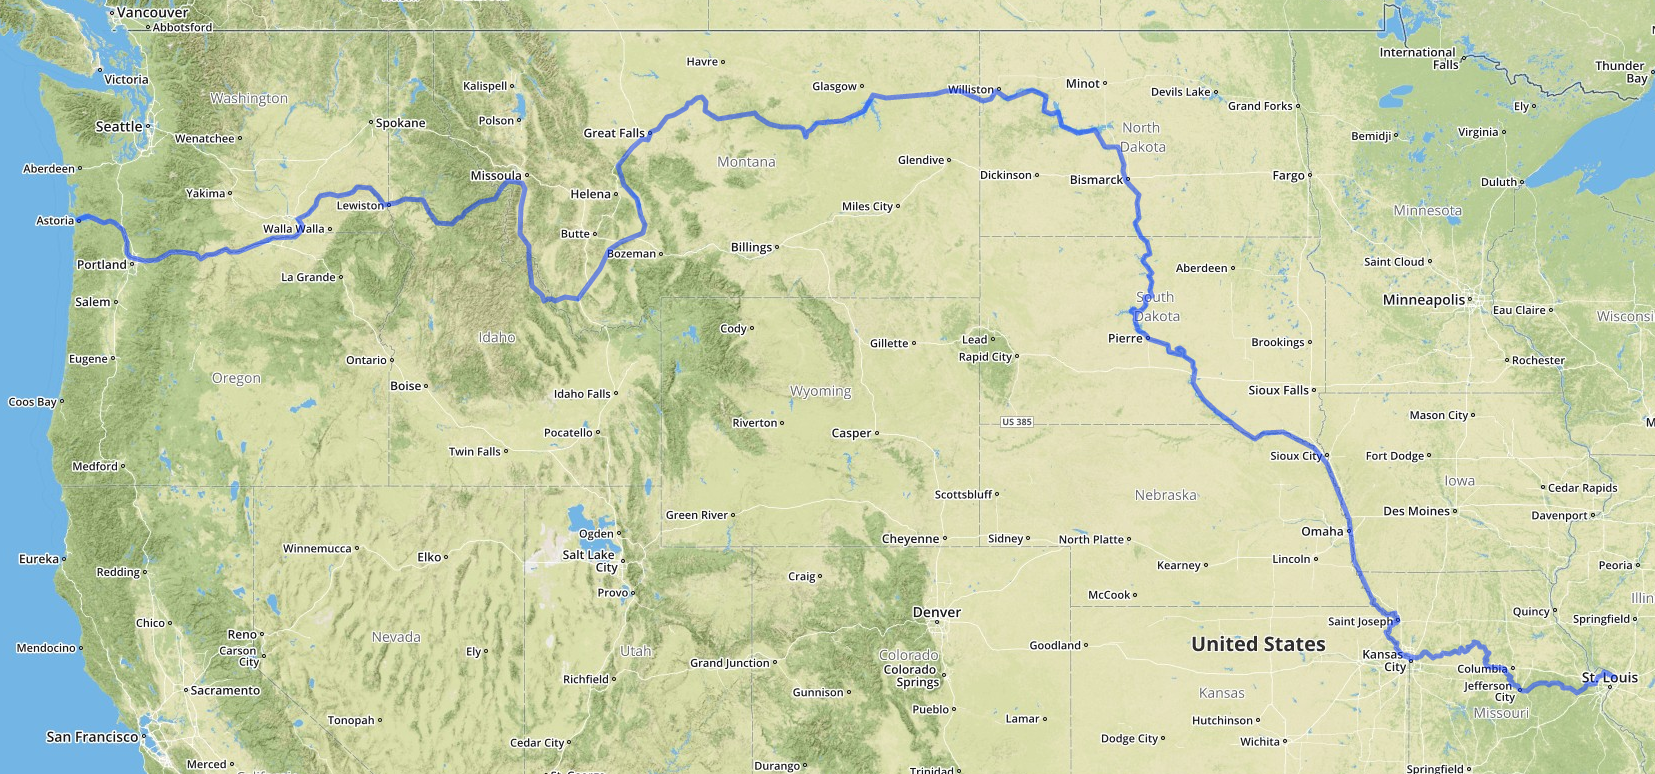 Vancouver
Abbotsford
Victoria
Washington
Kalispell
Havre
Glasgow
Williston
Minot
Devils Lake
Grand Forks
International
Falls
Thunder
Bay
Ely
Seattle
Wenatchee
Spokane
Polson
Great Falls
North
Dakota
Bemidji
Virginia
Aberdeen
Yakima
Missoula
Helena
Montana
Glendive
Dickinson
Bismarck
Fargo
Duluth
Astoria
Lewiston
Walla Walla
Butte
Miles City
Minnesota
Portland
La Grande
Bozeman
Billings
Aberdeen
Saint Cloud
Salem
South
Dakota
Minneapolis
Eau Claire
Wisconsi
Idaho
Cody
Gillette
Lead
Rapid City
Pierre
Brookings
Eugene
Ontario
Rochester
Oregon
Boise
Idaho Falls
Wyoming
Sioux Falls
Coos Bay
Pocatello
Riverton
Casper
US 385
Mason City
M
Medford
Twin Falls
Sioux City
Fort Dodge
Scottsbluff
Nebraska
Iowa
Cedar Rapids
Green River
Des Moines
Davenport
Ogden
Omaha
Eureka
Winnemucca
Elko
Salt Lake
City
Cheyenne
Sidney
North Platte
Lincoln
Redding
Craig
Kearney
Peoria
Provo
McCook
Illin
Chico
Reno
Carson
City
Nevada
Denver
Saint Joseph
Quincy
Springfield
Mendocino
Ely
Utah
Grand Junction
Colorado
Colorado
Springs
Goodland
United States
Kansas
City
Columbia
Jefferson
City
St. Louis
Sacramento
Richfield
Gunnison
Kansas
Missouri
San Francisco
Tonopah
Cedar City
Pueblo
Lamar
Hutchinson
Dodge City
Wichita
Merced
California
St. George
Durango
Trinidad
Springfield